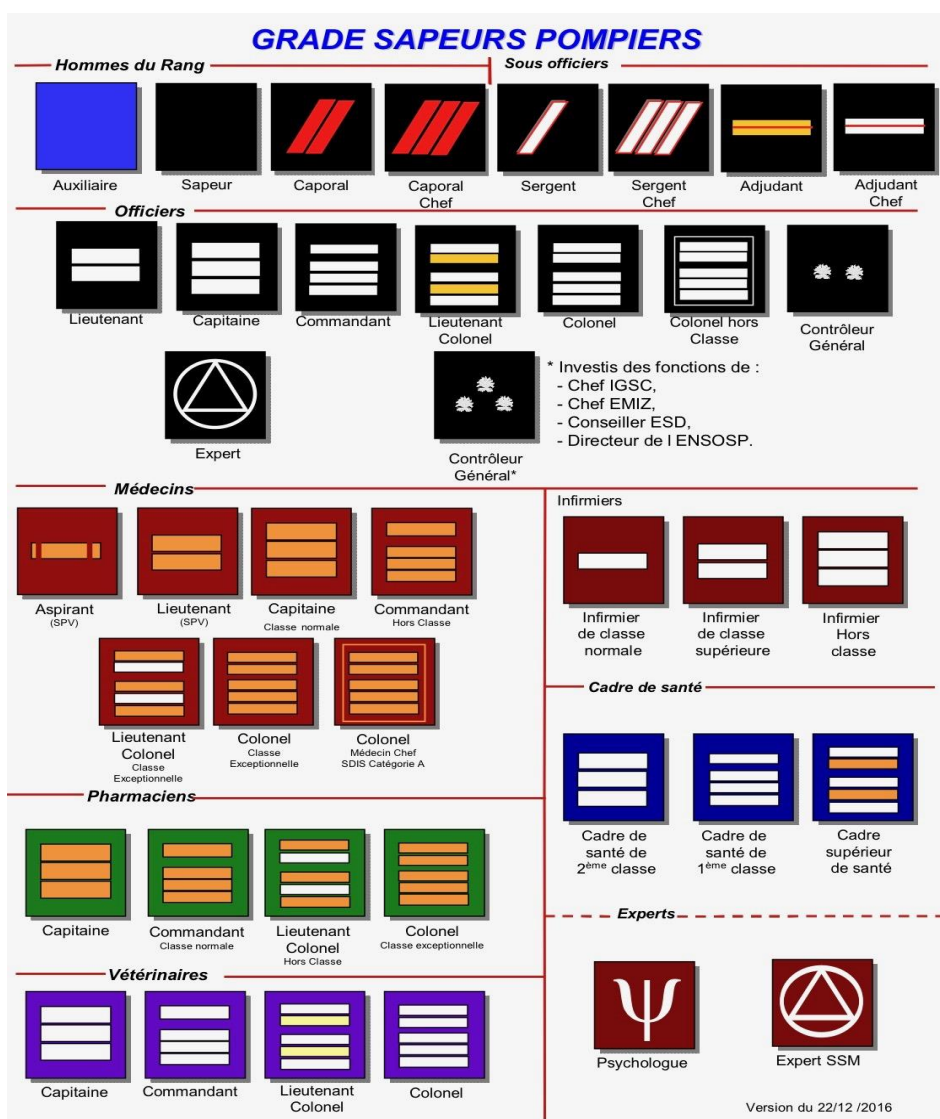 GRADE SAPEURS POMPIERS
Hommes du Rang
Sous officiers
Auxiliaire
Sapeur
Caporal
Caporal
Chef
Sergent
Sergent
Chef
Adjudant
Adjudant
Chef
Officiers
Lieutenant
Capitaine
Commandant
Lieutenant
Colonel
Colonel
Colonel hors
Classe
Contrôleur
Général
Expert
Contrôleur
Général*
* Investis des fonctions de :
- Chef IGSC,
- Chef EMIZ,
- Conseiller ESD,
- Directeur de l ENSOSP.
Médecins
Aspirant
(SPV)
Lieutenant
(SPV)
Capitaine
Classe normale
Commandant
Hors Classe
Lieutenant
Colonel
Classe
Exceptionnelle
Colonel
Classe
Exceptionnelle
Colonel
Médecin Chef
SDIS Catégorie A
Infirmiers
Infirmier
de classe
normale
Infirmier
de classe
supérieure
Infirmier
Hors
classe
Cadre de santé
Cadre de
santé de
2ème classe
Cadre de
santé de
1ème classe
Cadre
supérieur
de santé
Pharmaciens
Capitaine
Commandant
Classe normale
Lieutenant
Colonel
Hors Classe
Colonel
Classe exceptionnelle
Experts
Ψ
Psychologue
Expert SSM
Vétérinaires
Capitaine
Commandant
Lieutenant
Colonel
Colonel
Version du 22/12 /2016